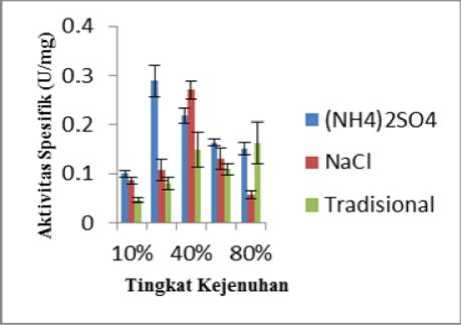 Aktivitas Spesifik (U/mg)
0.4
0.3
0.2
0.1
0
10% 40% 80%
Tingkat Kejenuhan
(NH4)2SO4
NaCl
Tradisional